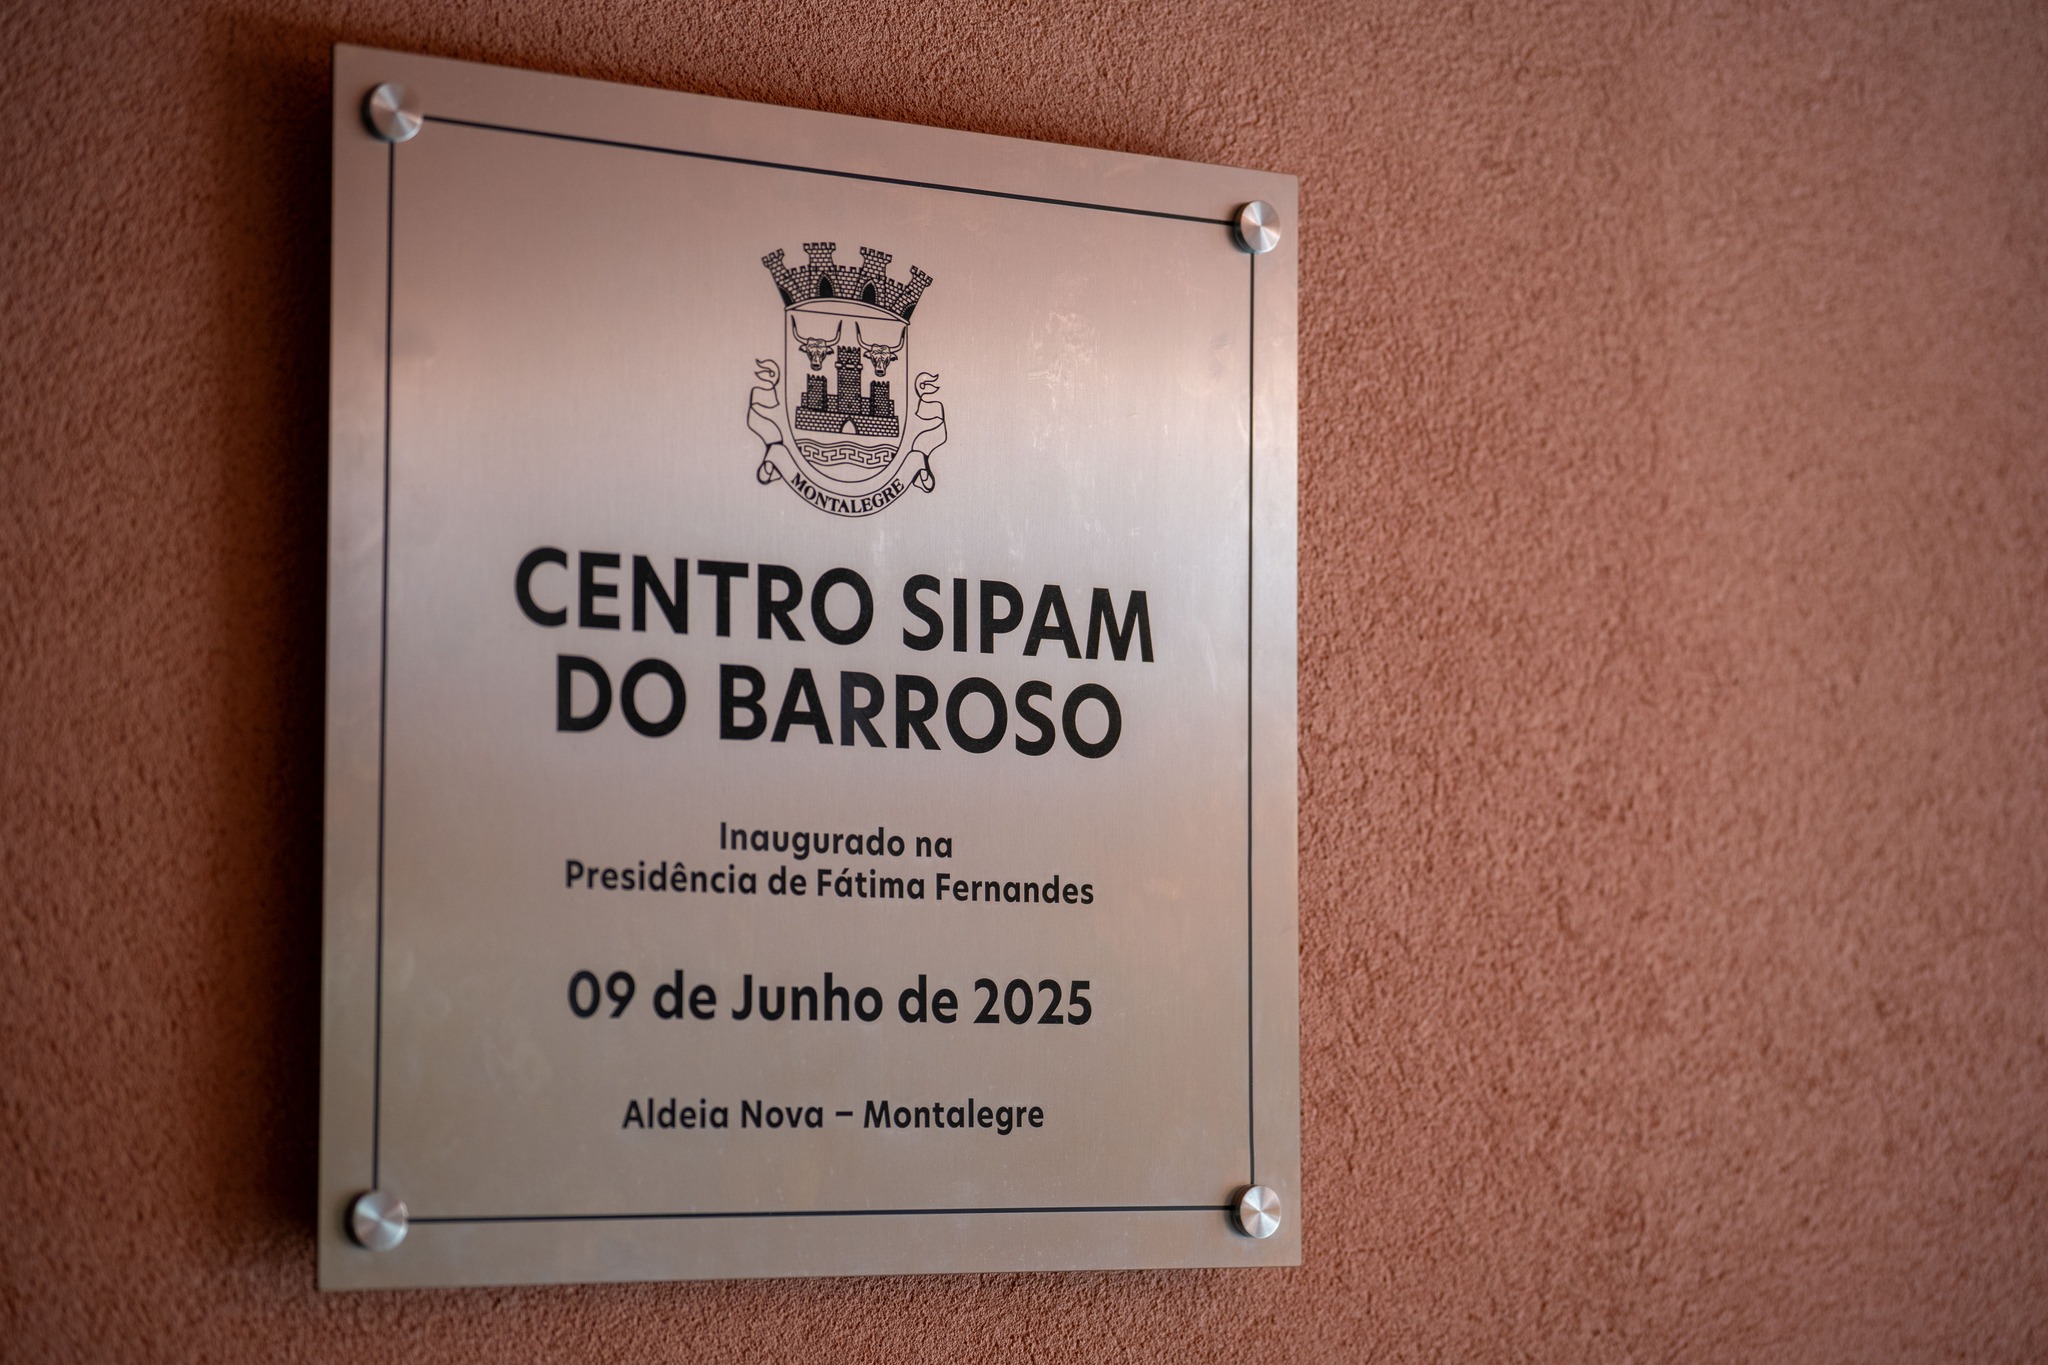 MONTALEGRE
CENTRO SIPAM
DO BARROSO
Inaugurado na
Presidência de Fátima Fernandes
09 de Junho de 2025
Aldeia Nova – Montalegre